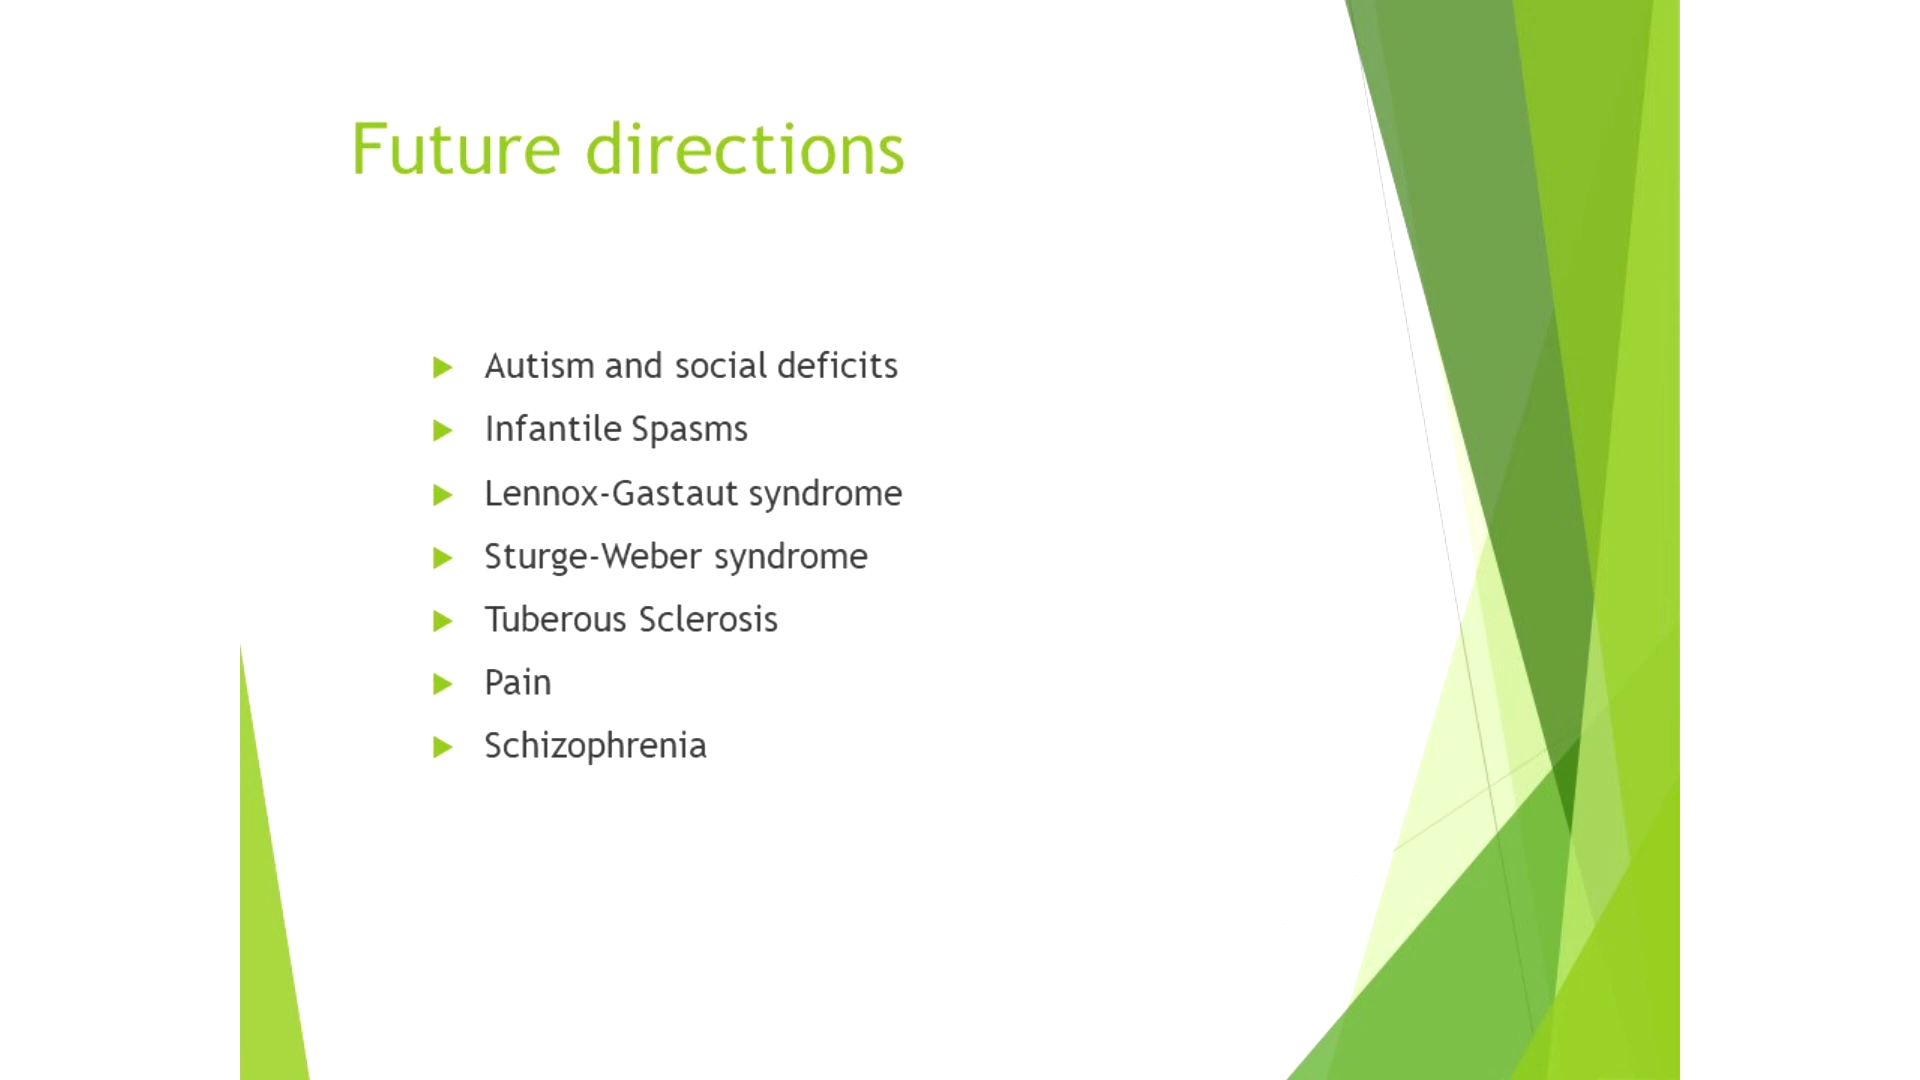 Future directions
Autism and social deficits
Infantile Spasms
Lennox-Gastaut syndrome
Sturge-Weber syndrome
Tuberous Sclerosis
Pain
Schizophrenia